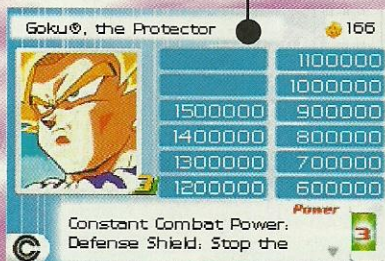 Goku®, the Protector 166
1100000
1000000
1500000 900000
1400000 800000
1300000 700000
1200000 600000
Power
3
Constant Combat Power:
Defense Shield: Stop the
C